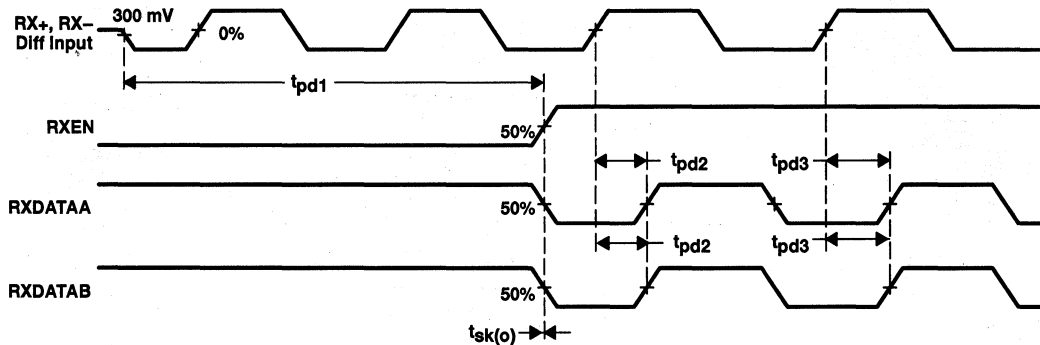 RX+, RX–
Diff Input
300 mV
0%
tpd1
RXEN
50%
tpd2
tpd3
RXDATAA
50%
tpd2
tpd3
RXDATAB
50%
tsk(o)